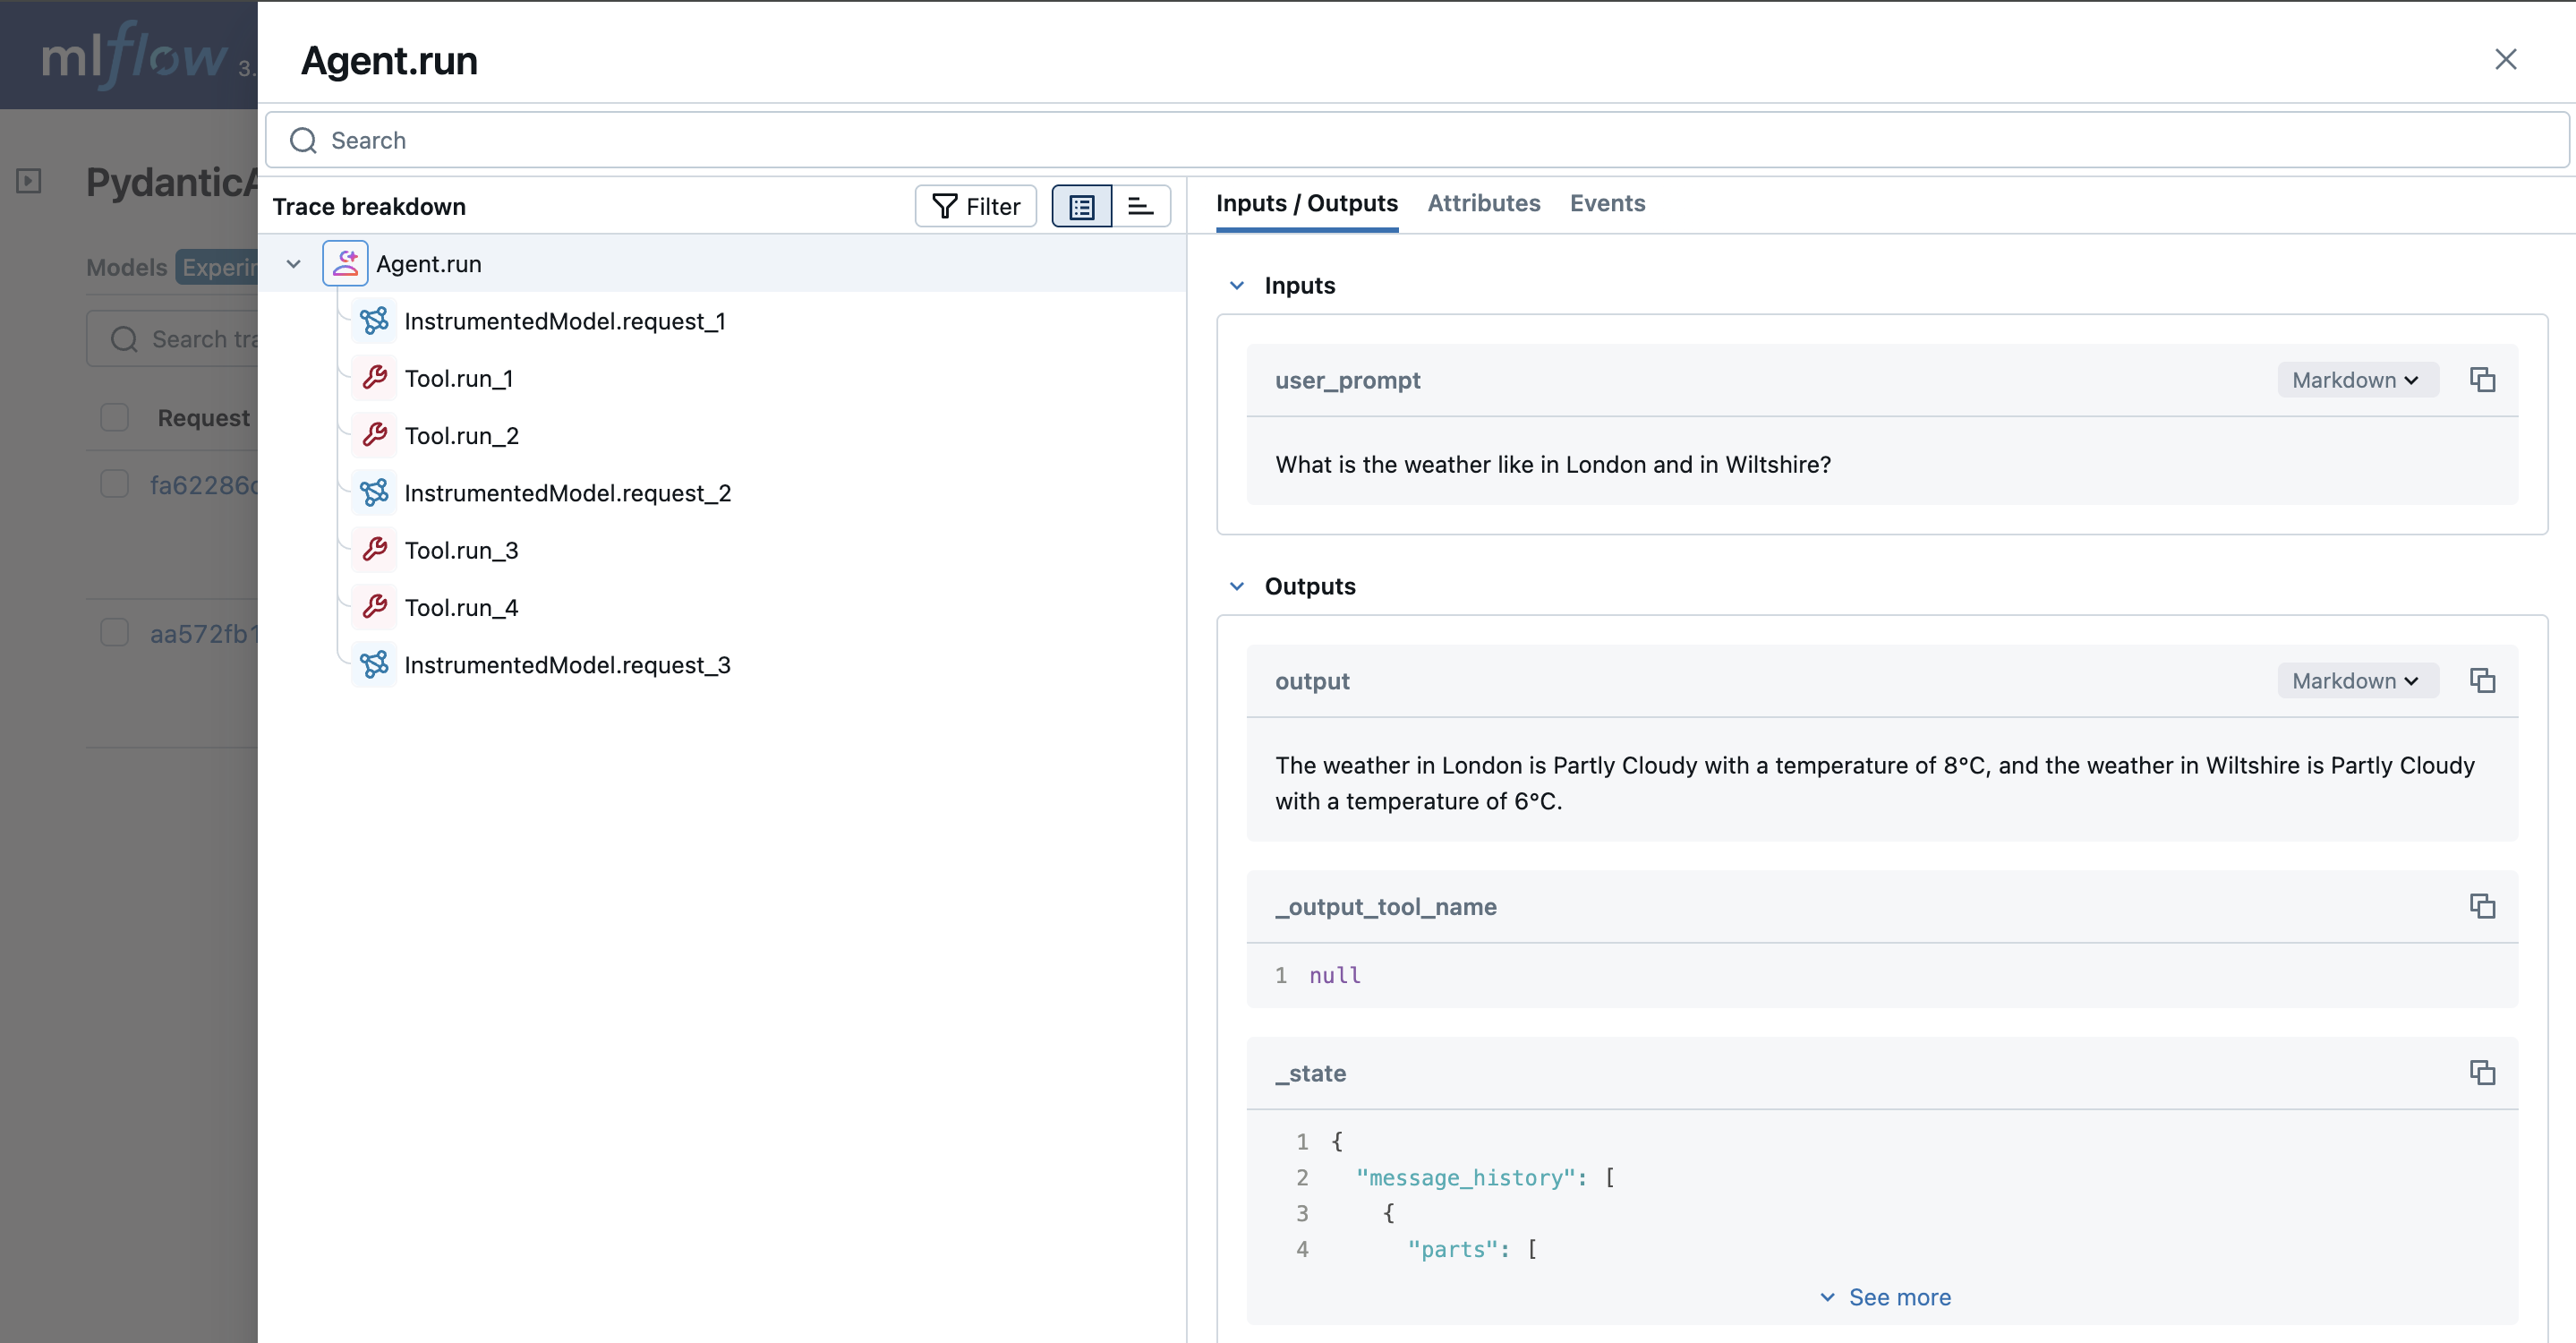 mlflow 3.
Agent.run
Search
PydanticA
Models Experi
Search tra
Request
fa62286
aa572fb1
Trace breakdown
Filter
Agent.run
InstrumentedModel.request_1
Tool.run_1
Tool.run_2
InstrumentedModel.request_2
Tool.run_3
Tool.run_4
InstrumentedModel.request_3
Inputs / Outputs Attributes Events
Inputs
user_prompt Markdown
What is the weather like in London and in Wiltshire?
Outputs
output Markdown
The weather in London is Partly Cloudy with a temperature of 8°C, and the weather in Wiltshire is Partly Cloudy
with a temperature of 6°C.
_output_tool_name
1 null
_state
1 {
2 "message_history": [
3 {
4 "parts": [
See more